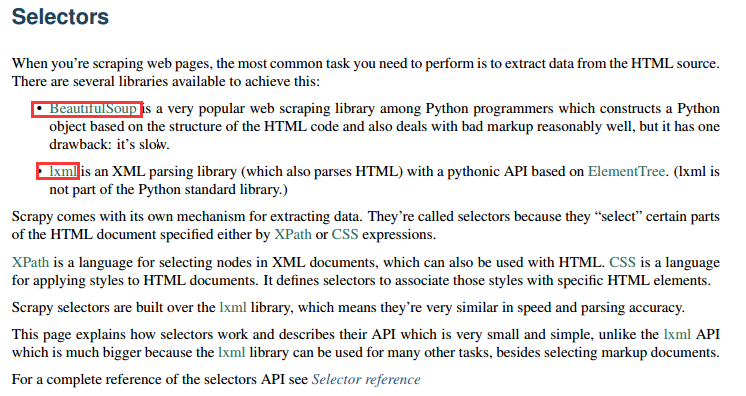 Selectors
When you’re scraping web pages, the most common task you need to perform is to extract data from the HTML source.
There are several libraries available to achieve this:
• BeautifulSoup is a very popular web scraping library among Python programmers which constructs a Python
object based on the structure of the HTML code and also deals with bad markup reasonably well, but it has one
drawback: it’s slow.
• lxml is an XML parsing library (which also parses HTML) with a pythonic API based on ElementTree. (lxml is
not part of the Python standard library.)
Scrapy comes with its own mechanism for extracting data. They’re called selectors because they “select” certain parts
of the HTML document specified either by XPath or CSS expressions.
XPath is a language for selecting nodes in XML documents, which can also be used with HTML. CSS is a language
for applying styles to HTML documents. It defines selectors to associate those styles with specific HTML elements.
Scrapy selectors are built over the lxml library, which means they’re very similar in speed and parsing accuracy.
This page explains how selectors work and describes their API which is very small and simple, unlike the lxml API
which is much bigger because the lxml library can be used for many other tasks, besides selecting markup documents.
For a complete reference of the selectors API see Selector reference